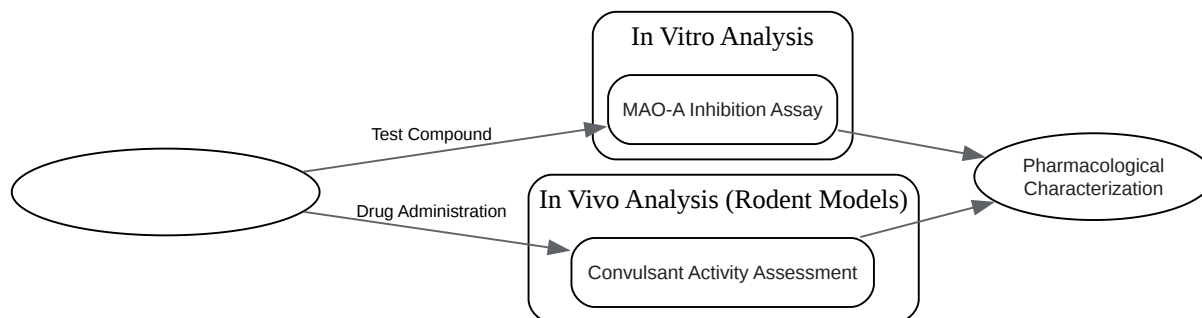 In Vitro Analysis
MAO-A Inhibition Assay
Test Compound
Pharmacological
Characterization
In Vivo Analysis (Rodent Models)
Drug Administration
Convulsant Activity Assessment